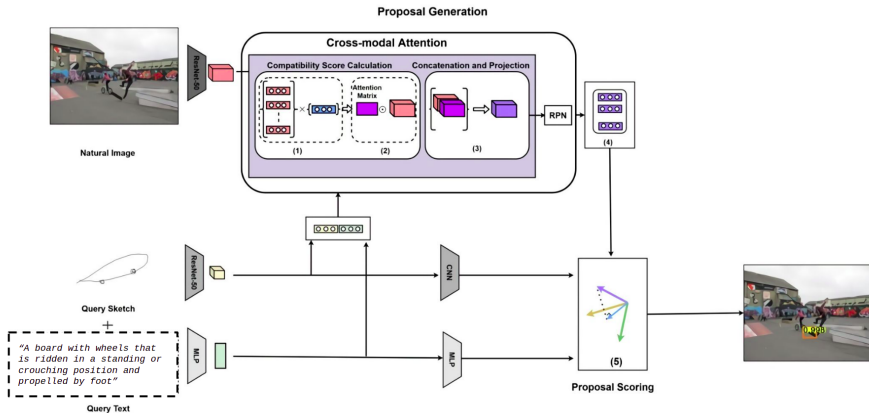 Proposal Generation
Cross-modal Attention
ResNet-50
Compatibility Score Calculation
Concatenation and Projection
Attention
Matrix
(1)
(2)
(3)
RPN
(4)
Natural Image
ResNet-50
CNN
Query Sketch
+
“A board with wheels that
is ridden in a standing or
crouching position and
propelled by foot”
MLP
MLP
Query Text
(5)
Proposal Scoring
0.998